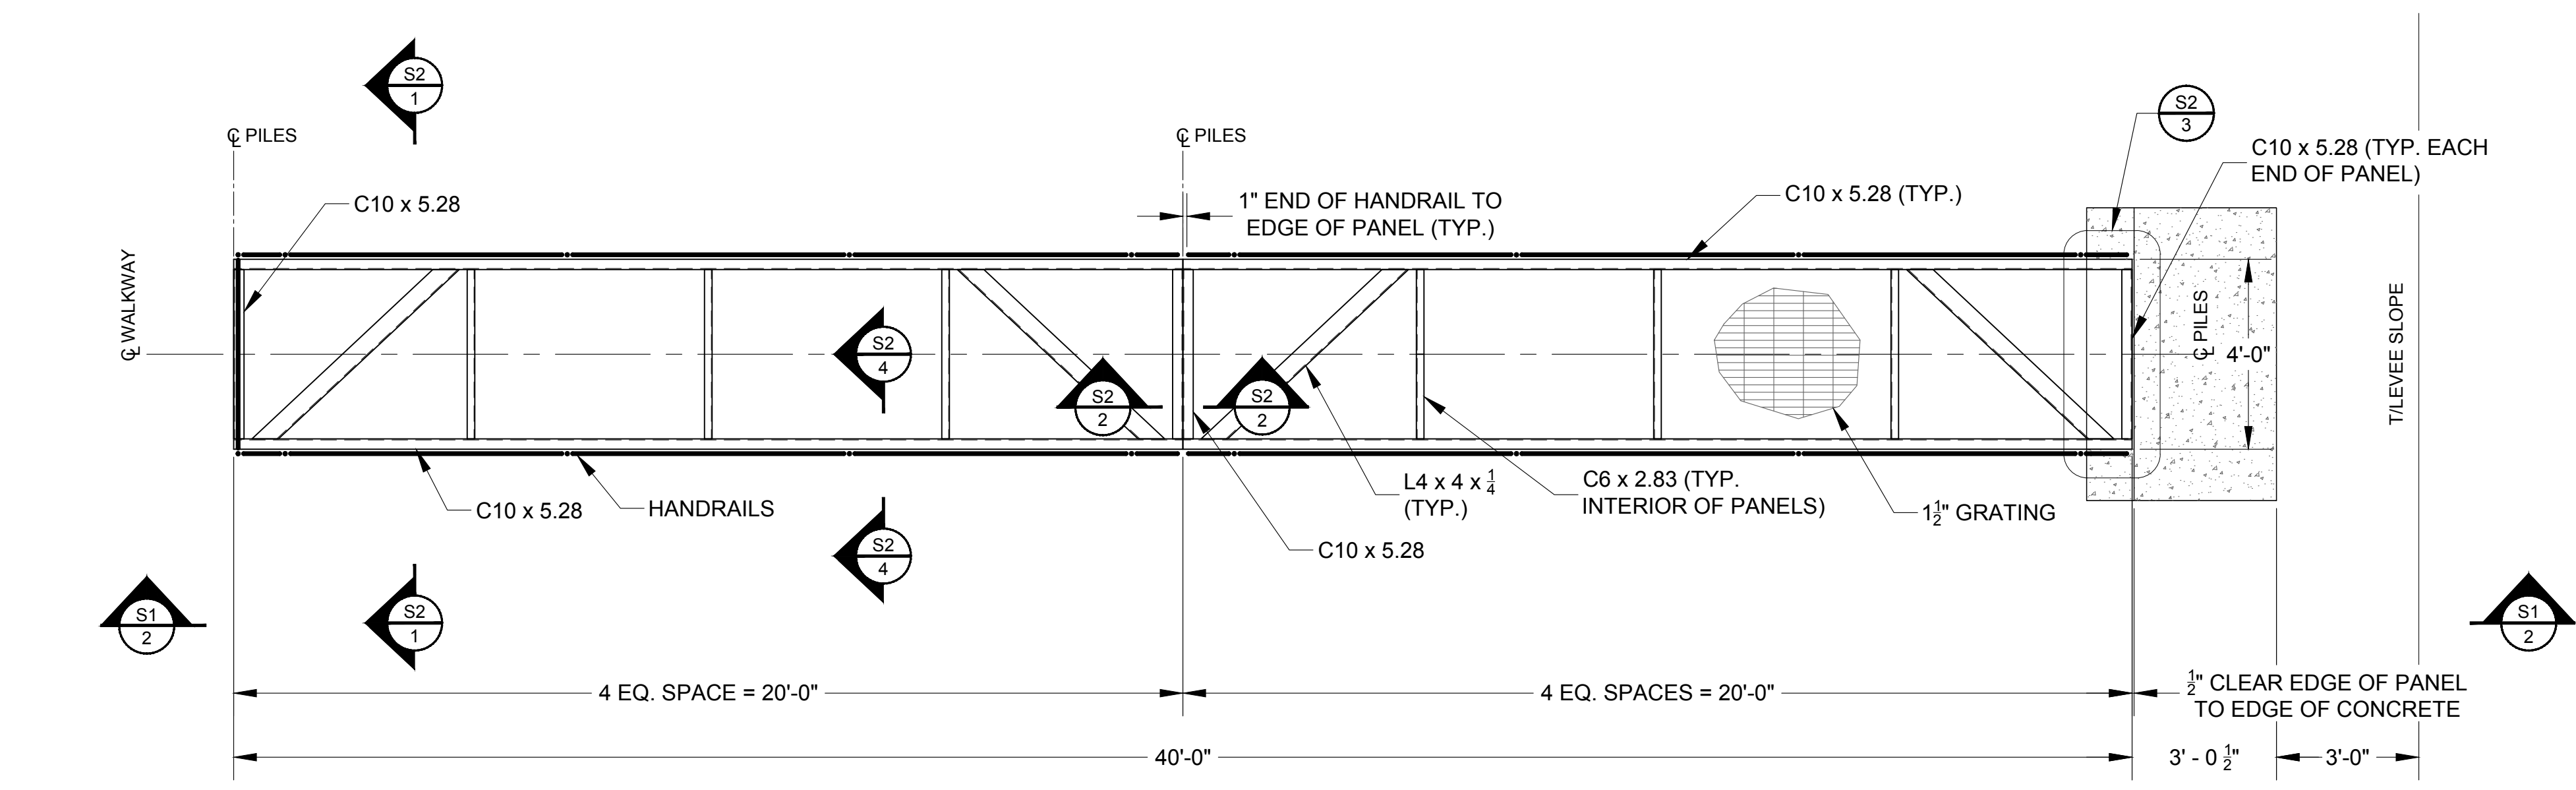 S2
1
S2
3
℄ PILES
℄ PILES
C10 x 5.28 (TYP. EACH
END OF PANEL)
C10 x 5.28
1" END OF HANDRAIL TO
EDGE OF PANEL (TYP.)
C10 x 5.28 (TYP.)
℄ WALKWAY
℄ PILES
4'-0"
T/LEVEE SLOPE
S2
4
S2
2
S2
2
C10 x 5.28
HANDRAILS
L4 x 4 x 1/4
(TYP.)
C6 x 2.83 (TYP.
INTERIOR OF PANELS)
1 1/2" GRATING
C10 x 5.28
S2
4
S1
2
S2
1
S1
2
4 EQ. SPACE = 20'-0"
4 EQ. SPACES = 20'-0"
1/2" CLEAR EDGE OF PANEL
TO EDGE OF CONCRETE
40'-0"
3' - 0 1/2"
3'-0"